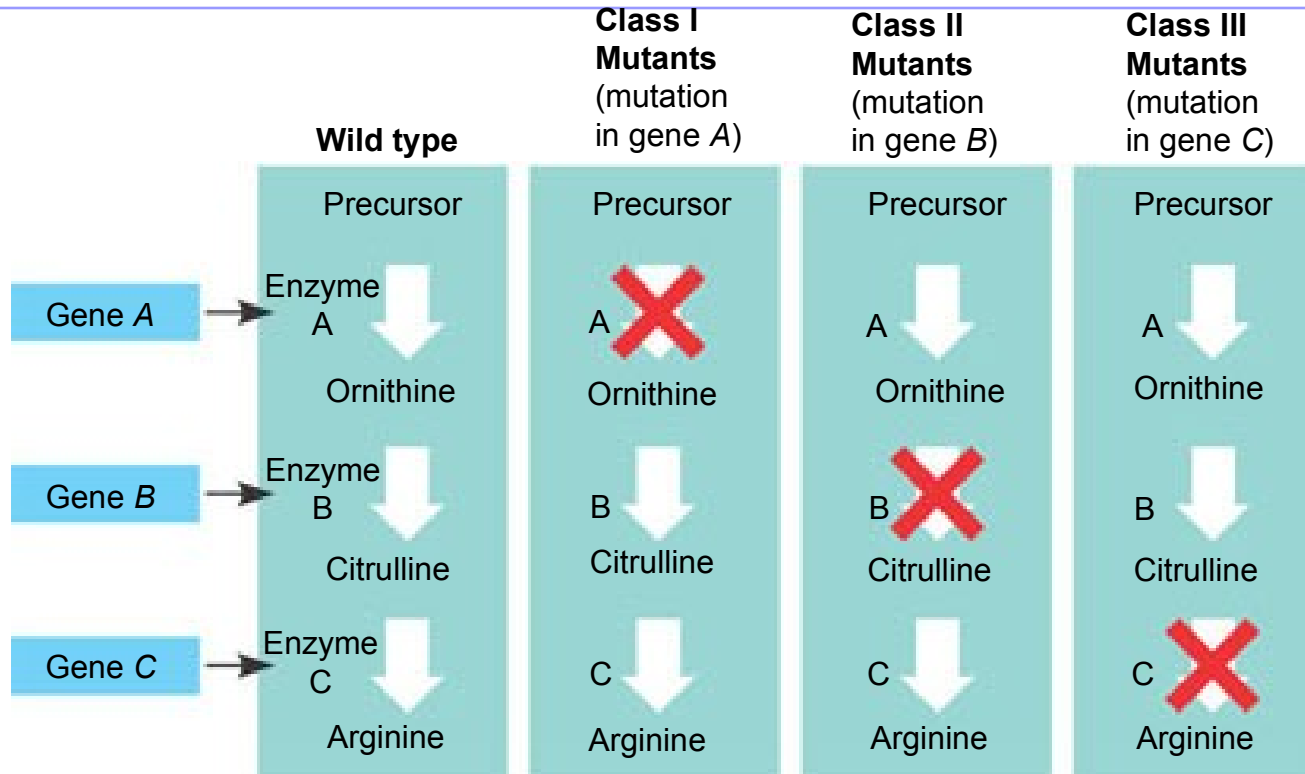 Class I
Mutants
(mutation
in gene A)
Class II
Mutants
(mutation
in gene B)
Class III
Mutants
(mutation
in gene C)
Wild type
Precursor
Precursor
Precursor
Precursor
Gene A
Enzyme
A
A
A
A
Ornithine
Ornithine
Ornithine
Ornithine
Gene B
Enzyme
B
B
B
B
Citrulline
Citrulline
Citrulline
Citrulline
Gene C
Enzyme
C
C
C
C
Arginine
Arginine
Arginine
Arginine